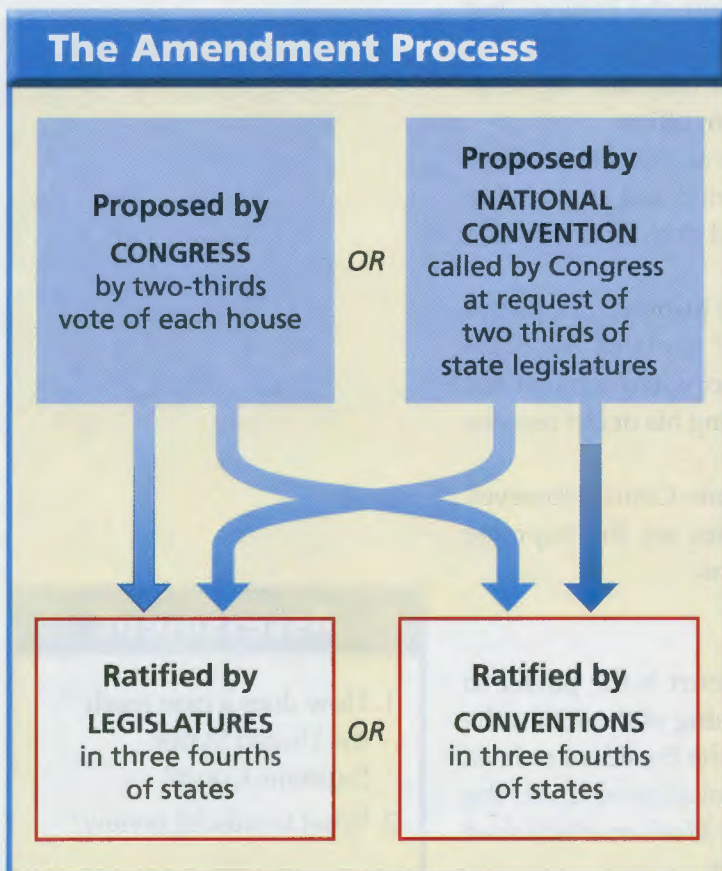 The Amendment Process
Proposed by
CONGRESS
by two-thirds
vote of each house
OR
Proposed by
NATIONAL
CONVENTION
called by Congress
at request of
two thirds of
state legislatures
Ratified by
LEGISLATURES
in three fourths
of states
OR
Ratified by
CONVENTIONS
in three fourths
of states